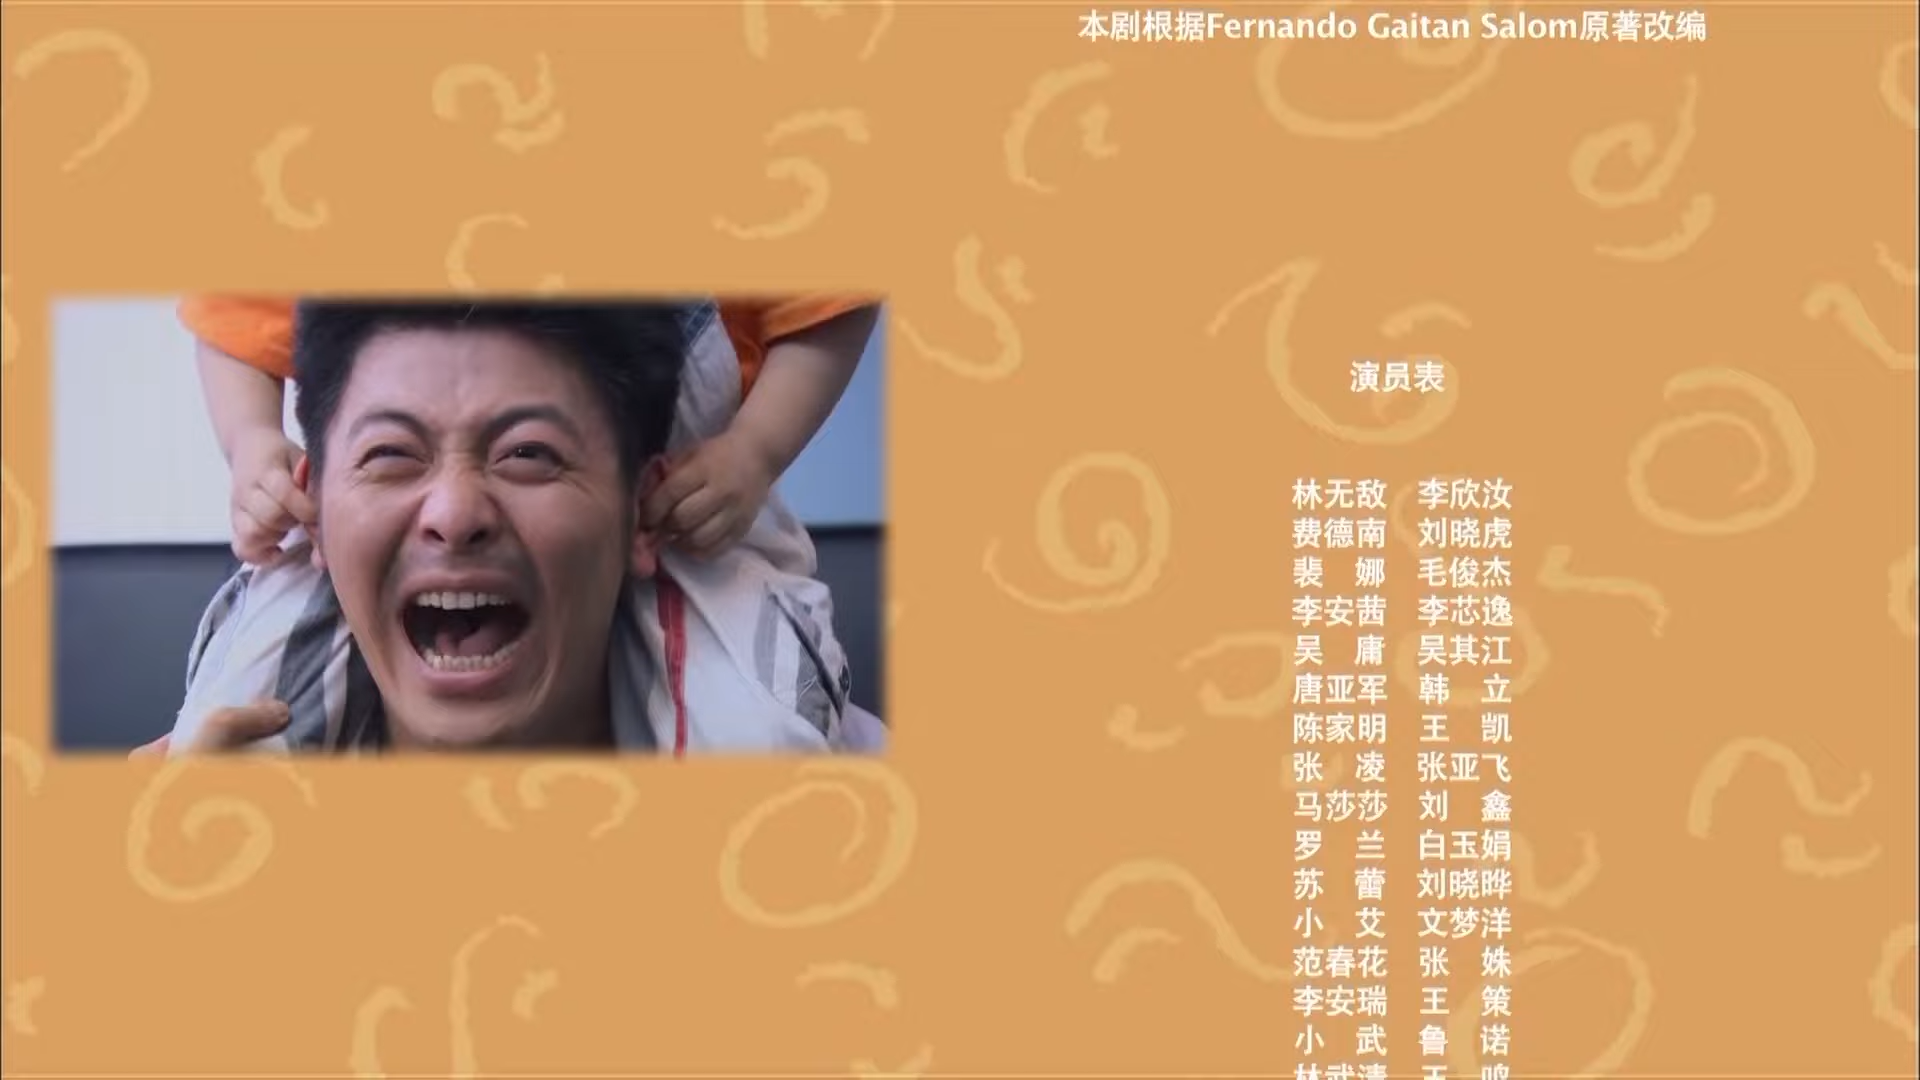 本剧根据Fernando Gaitan Salom原著改编
演员表
林无敌 李欣汝
费德南 刘晓虎
裴 娜 毛俊杰
李安茜 李芯逸
吴 庸 吴其江
唐亚军 韩 立
陈家明 王 凯
张 凌 张亚飞
马莎莎 刘 鑫
罗 兰 白玉娟
苏 蕾 刘晓晔
小 艾 文梦洋
范春花 张 姝
李安瑞 王 策
小 武 鲁 诺